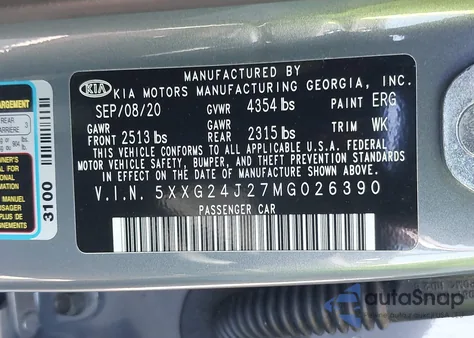 MANUFACTURED BY
KIA KIA MOTORS MANUFACTURING GEORGIA, INC.
SEP/08/20 GVWR 4354 lbs PAINT ERG
GAWR GAWR
FRONT 2513 lbs REAR 2315 lbs TRIM WK
THIS VEHICLE CONFORMS TO ALL APPLICABLE U.S.A. FEDERAL
MOTOR VEHICLE SAFETY, BUMPER, AND THEFT PREVENTION STANDARDS
IN EFFECT ON THE DATE OF MANUFACTURE SHOWN ABOVE.
V.I.N. 5XXG24J27MG026390
PASSENGER CAR
REAR
ARRIERE
3100
autoSnap